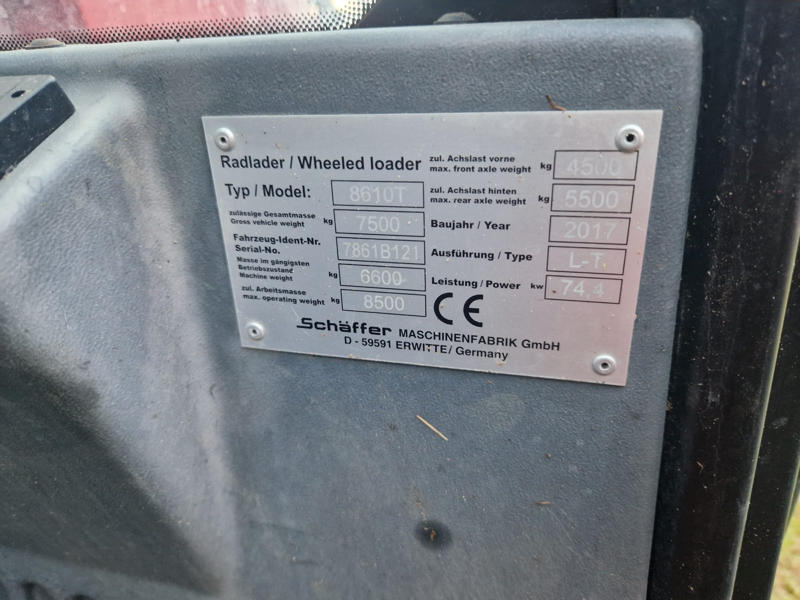 Radlader / Wheeled loader
zul. Achslast vorne
max. front axle weight kg 4500
Typ / Model: 8610T
zul. Achslast hinten
max. rear axle weight kg 5500
zulässige Gesamtmasse
Gross vehicle weight kg 7500
Baujahr / Year 2017
Fahrzeug-Ident-Nr.
Serial-No. 7861B121
Ausführung / Type L-T
Masse im gängigsten
Betriebszustand
Machine weight kg 6600
Leistung / Power kw 74,4
zul. Arbeitsmasse
max. operating weight kg 8500
CE
Schäffer MASCHINENFABRIK GmbH
D - 59591 ERWITTE / Germany